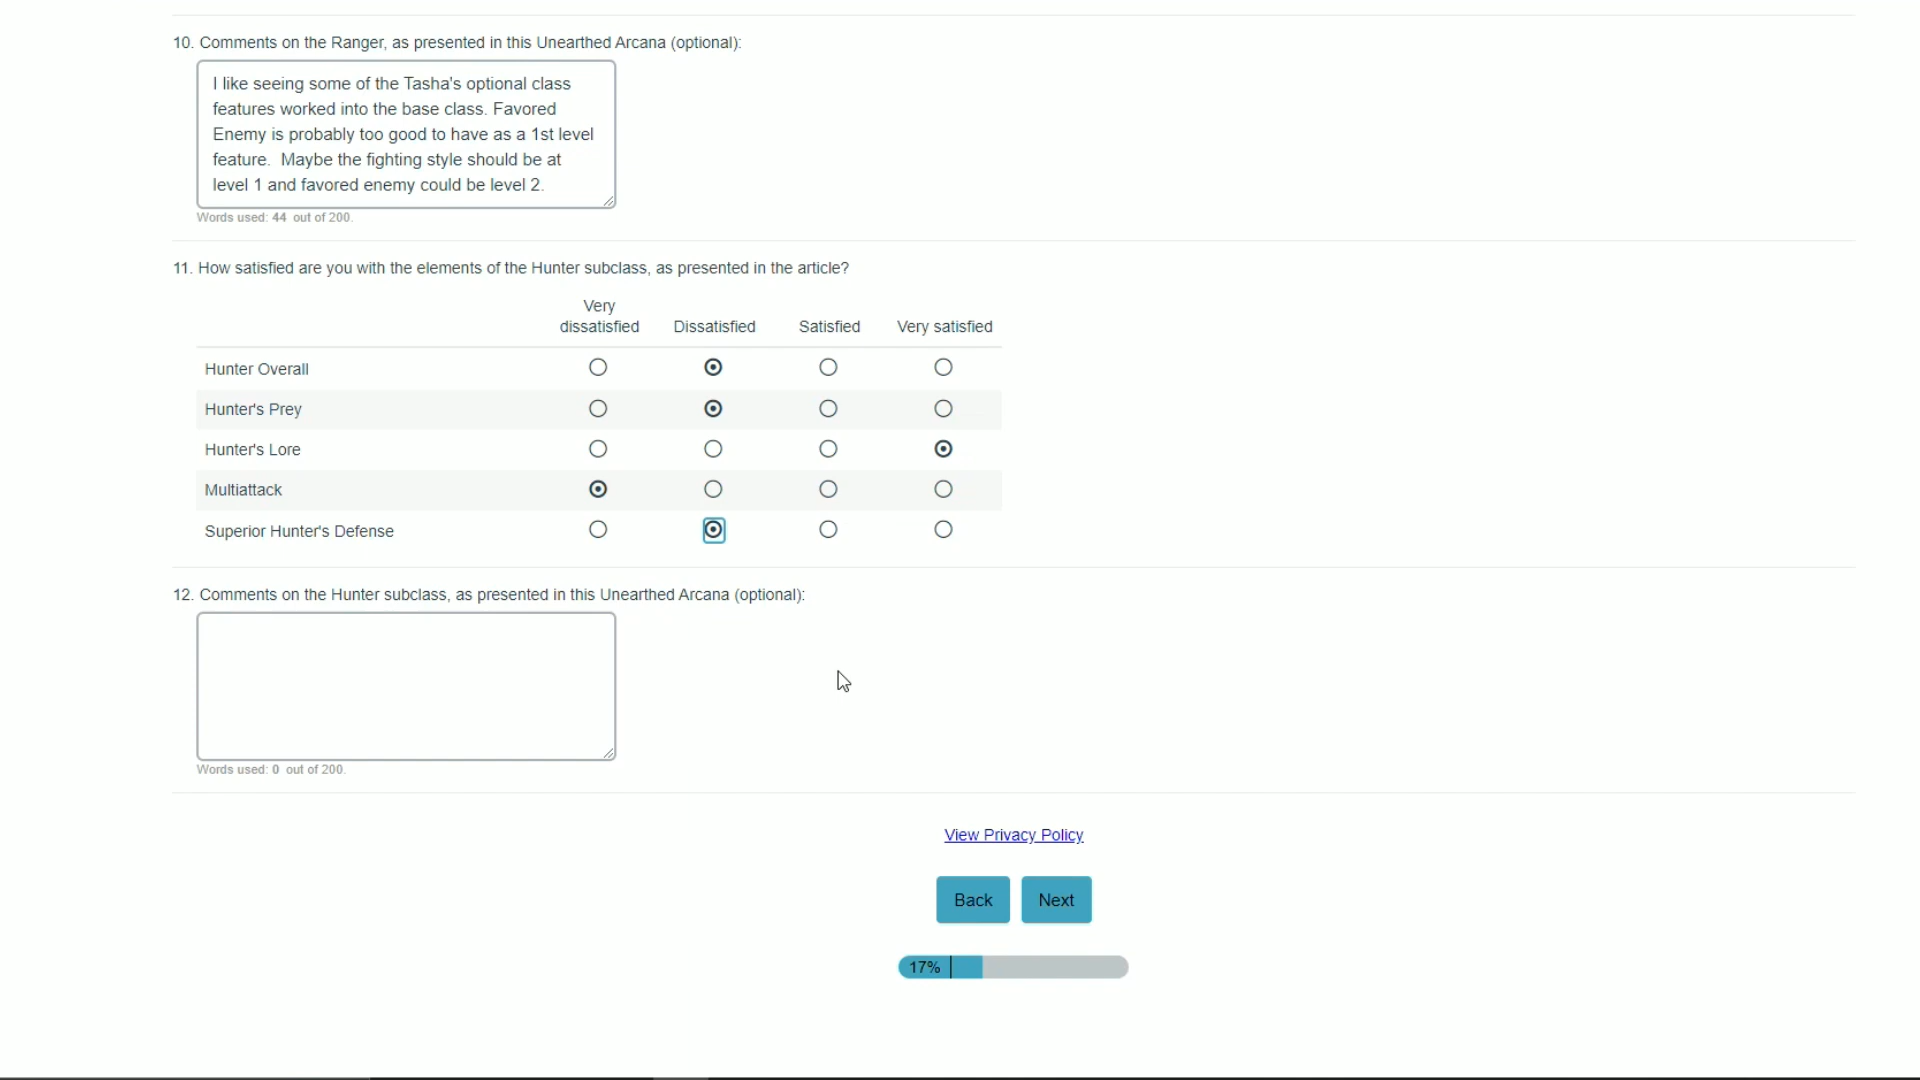 10. Comments on the Ranger, as presented in this Unearthed Arcana (optional):
I like seeing some of the Tasha's optional class
features worked into the base class. Favored
Enemy is probably too good to have as a 1st level
feature.  Maybe the fighting style should be at
level 1 and favored enemy could be level 2.
Words used: 44 out of 200.
11. How satisfied are you with the elements of the Hunter subclass, as presented in the article?
Very
dissatisfied Dissatisfied Satisfied Very satisfied
Hunter Overall
Hunter's Prey
Hunter's Lore
Multiattack
Superior Hunter's Defense
12. Comments on the Hunter subclass, as presented in this Unearthed Arcana (optional):
Words used: 0 out of 200.
View Privacy Policy
Back Next
17%